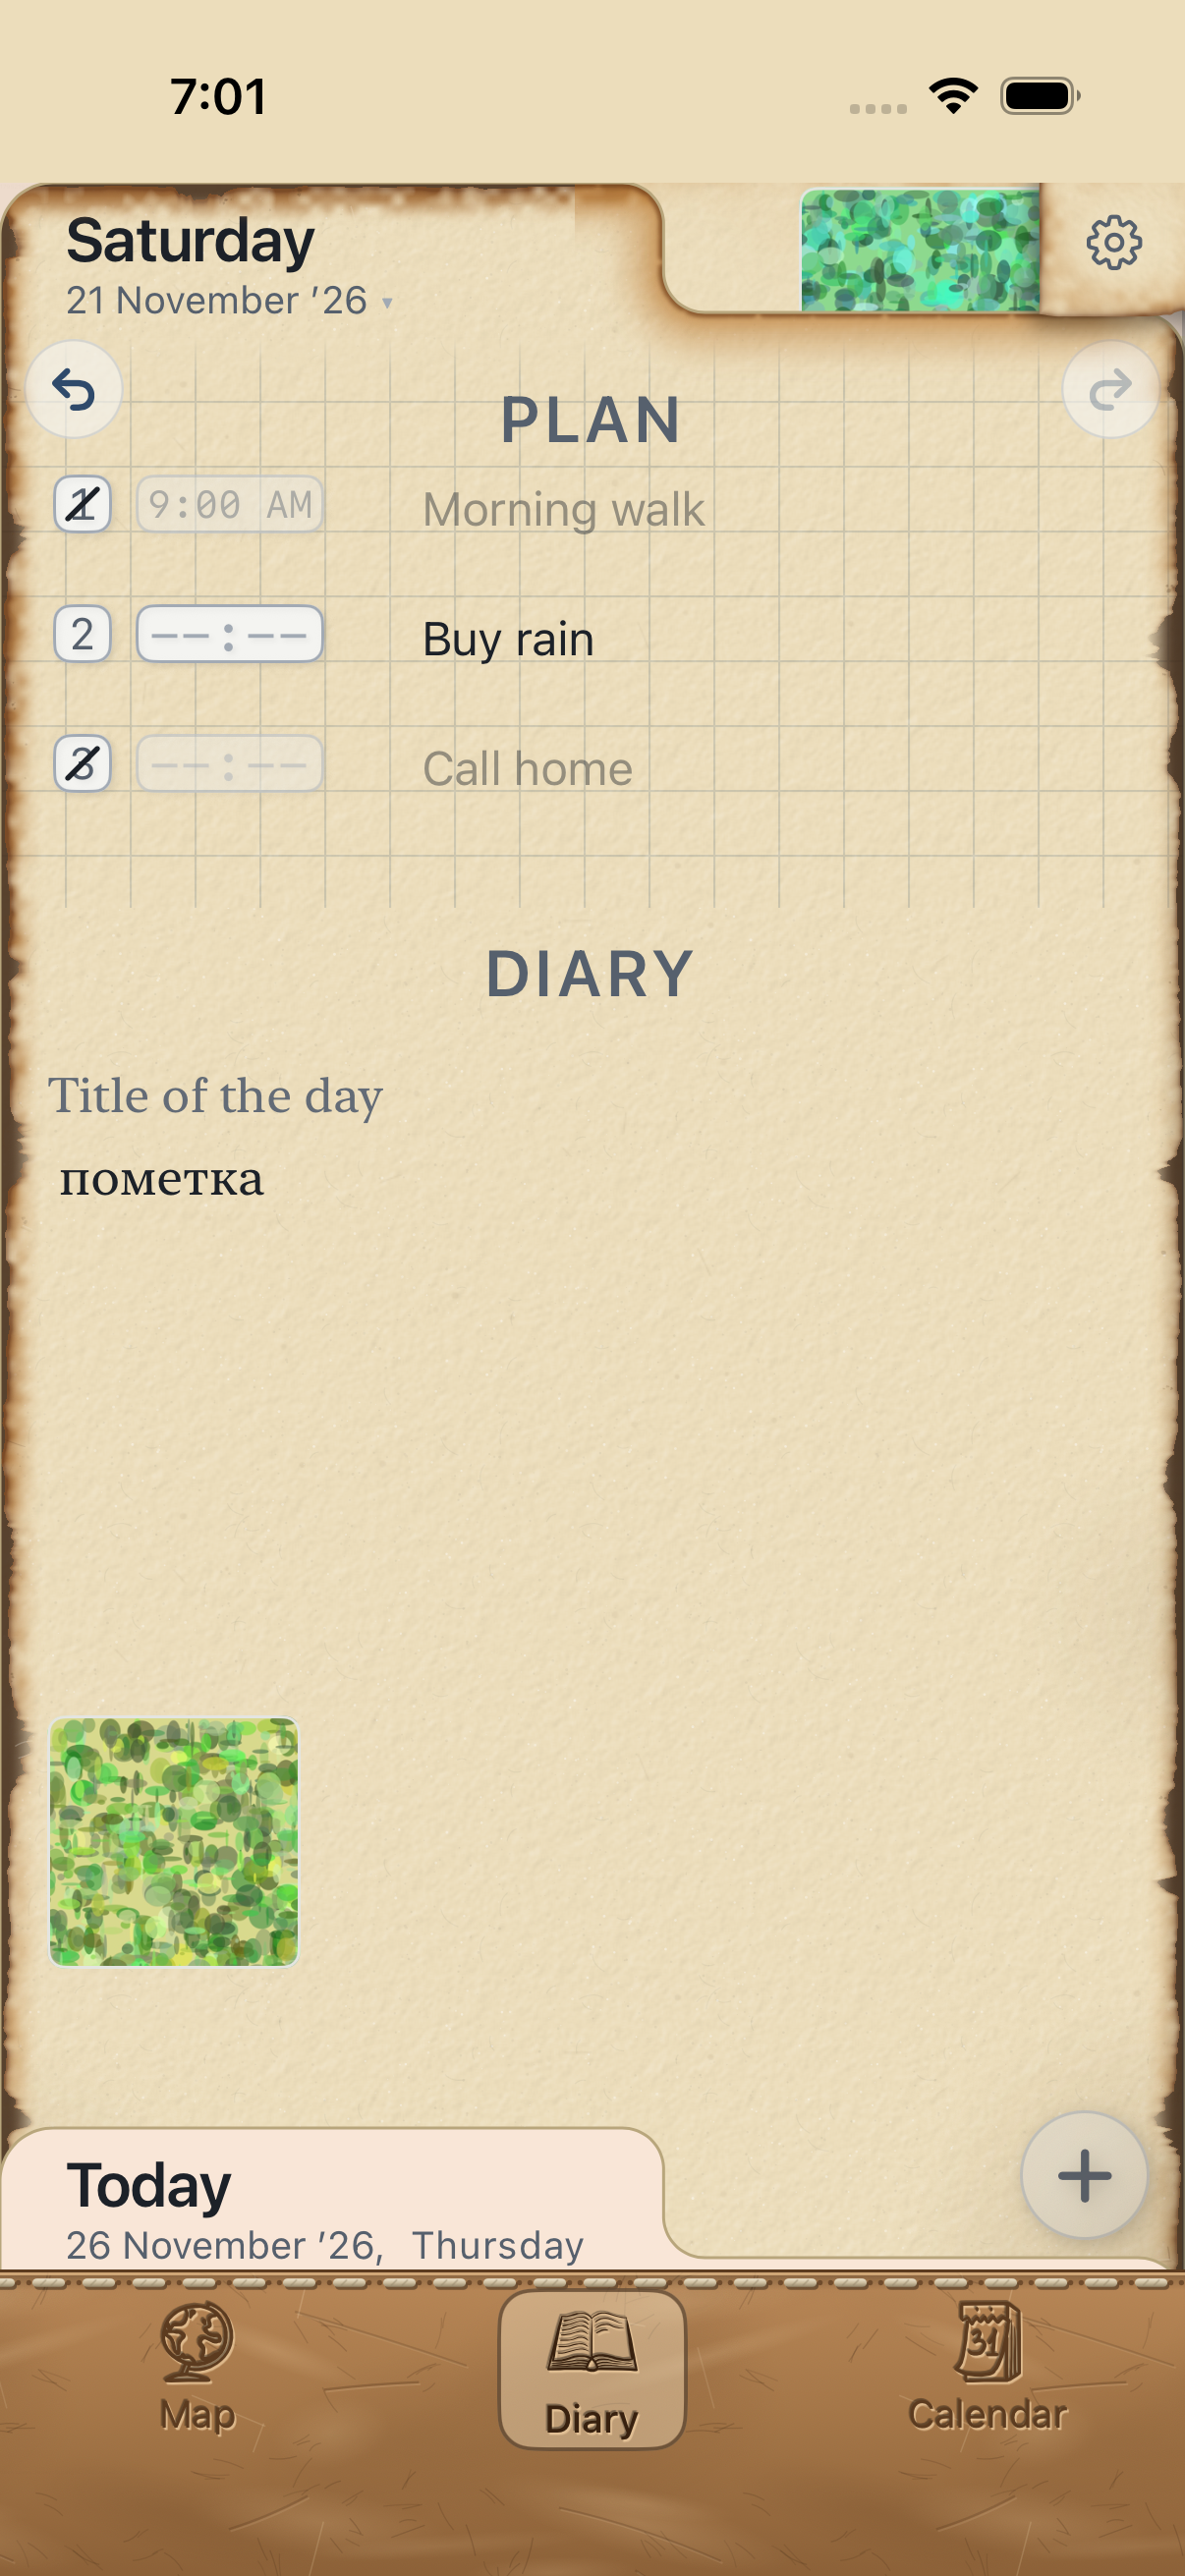 7:01
Saturday
21 November ’26 ▾
PLAN
1 9:00 AM Morning walk
2 --:-- Buy rain
3 --:-- Call home
DIARY
Title of the day
пометка
Today
26 November ’26, Thursday
31
Map
Diary
Calendar